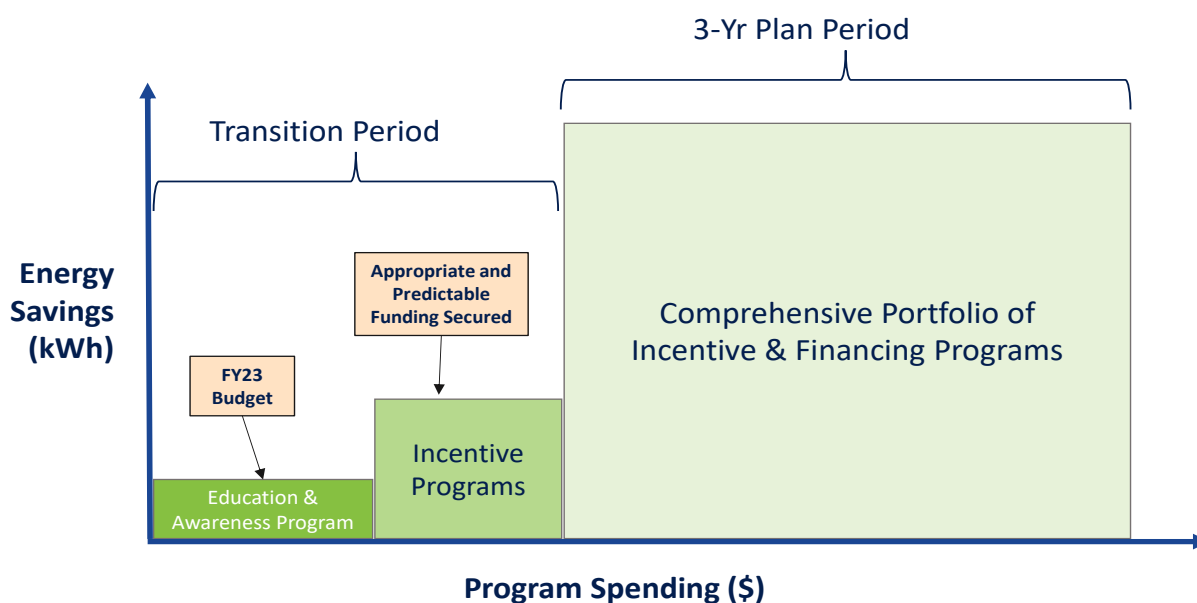 3-Yr Plan Period
Transition Period
Energy
Savings
(kWh)
Appropriate and
Predictable
Funding Secured
FY23
Budget
Comprehensive Portfolio of
Incentive & Financing Programs
Incentive
Programs
Education &
Awareness Program
Program Spending ($)